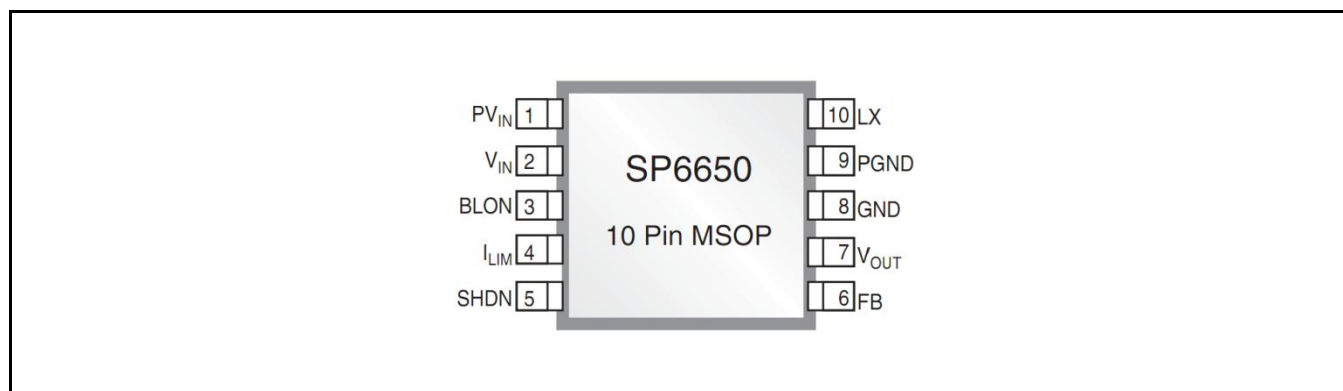 PVIN 1
VIN 2
BLON 3
ILIM 4
SHDN 5
SP6650
10 Pin MSOP
10 LX
9 PGND
8 GND
7 VOUT
6 FB